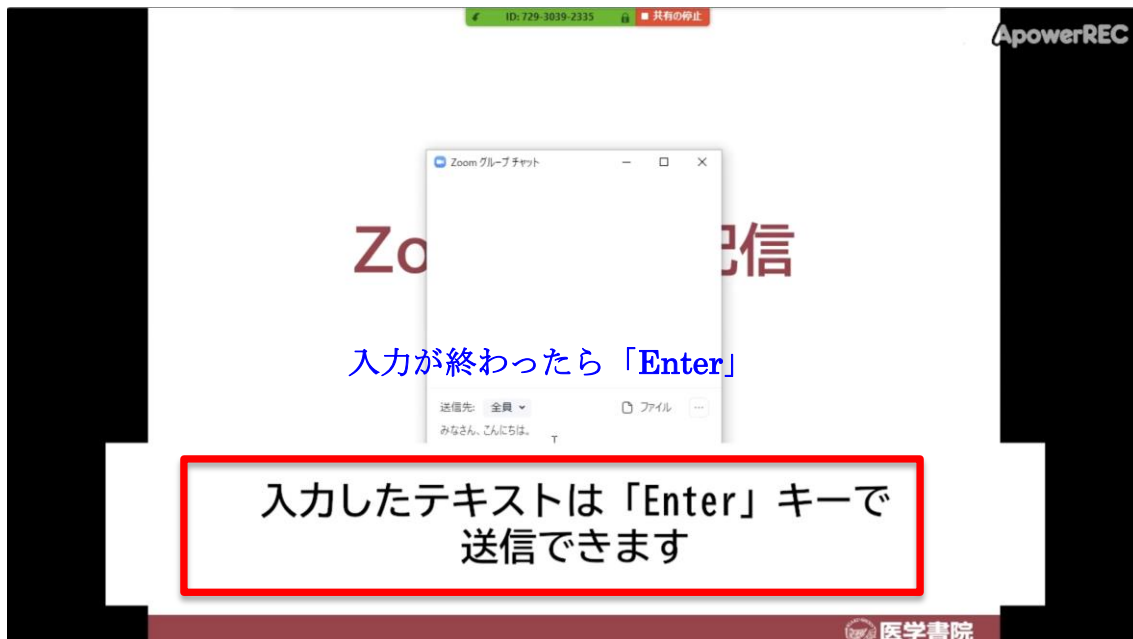 ID: 729-3039-2335 共有の停止
ApowerREC
Zoom グループ チャット
Zo
配信
入力が終わったら「Enter」
送信先: 全員 ファイル ...
みなさん、こんにちは。
入力したテキストは「Enter」キーで
送信できます
医学書院